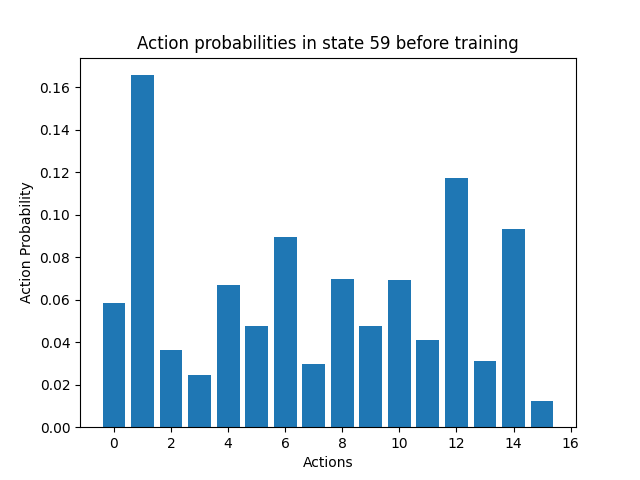 Action probabilities in state 59 before training
0.16
0.14
0.12
0.10
0.08
0.06
0.04
0.02
0.00
Action Probability
0 2 4 6 8 10 12 14 16
Actions